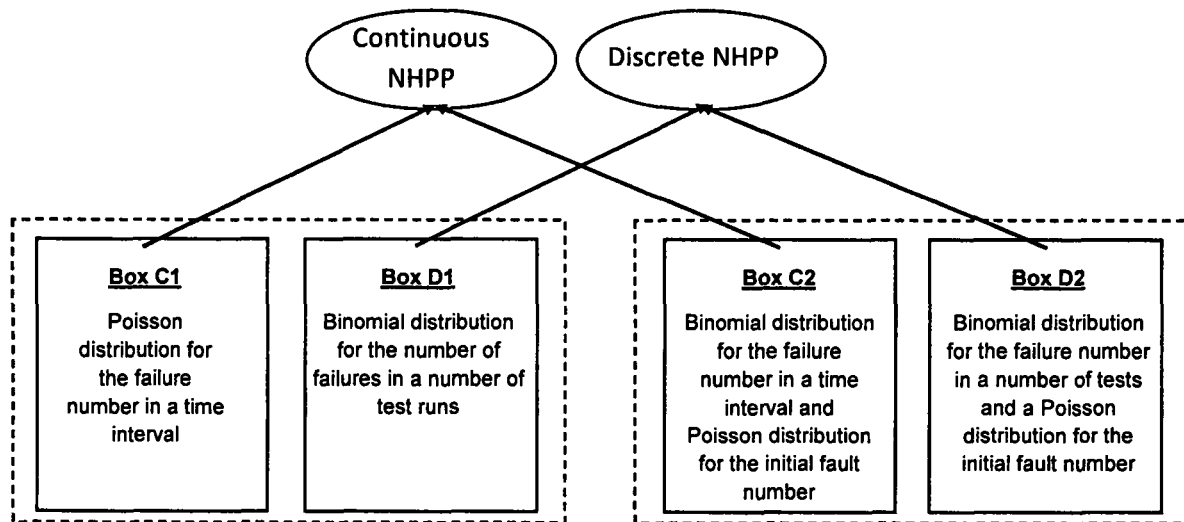 Continuous
NHPP
Discrete NHPP
Box C1
Poisson
distribution for
the failure
number in a time
interval
Box D1
Binomial distribution
for the number of
failures in a number of
test runs
Box C2
Binomial distribution
for the failure
number in a time
interval and
Poisson distribution
for the initial fault
number
Box D2
Binomial distribution
for the failure number
in a number of tests
and a Poisson
distribution for the
initial fault number